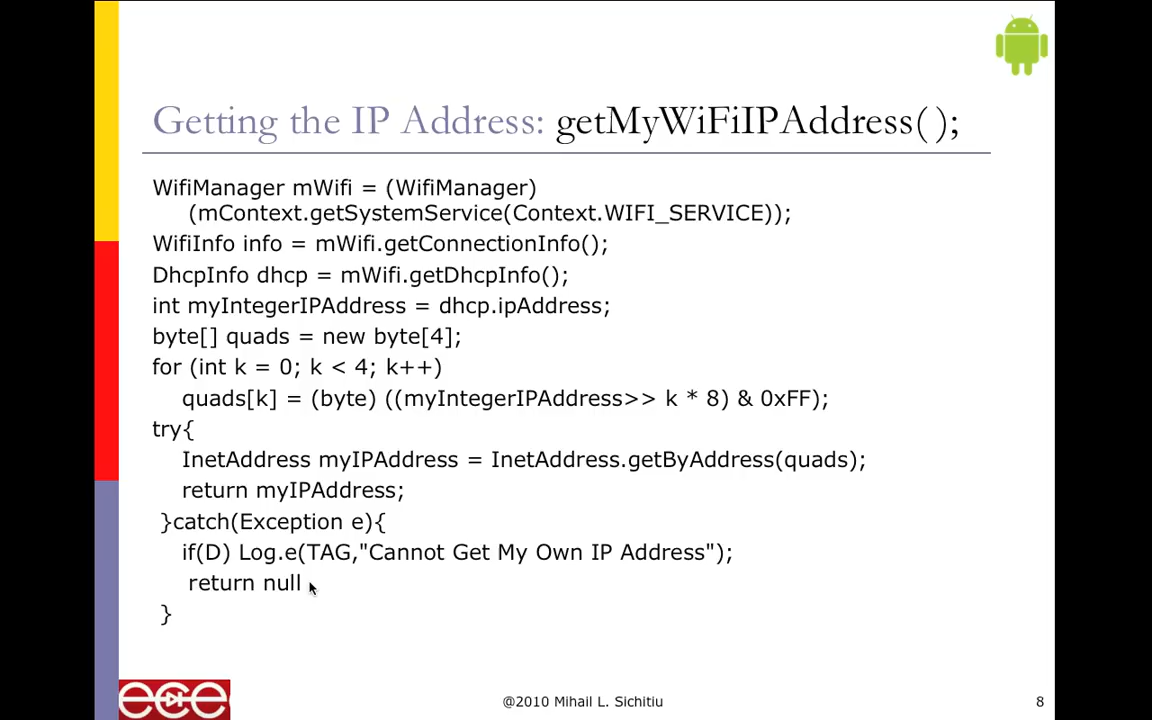 Getting the IP Address: getMyWiFiIPAddress( );
WifiManager mWifi = (WifiManager)
(mContext.getSystemService(Context.WIFI_SERVICE));
WifiInfo info = mWifi.getConnectionInfo();
DhcpInfo dhcp = mWifi.getDhcpInfo();
int myIntegerIPAddress = dhcp.ipAddress;
byte[] quads = new byte[4];
for (int k = 0; k < 4; k++)
quads[k] = (byte) ((myIntegerIPAddress>> k * 8) & 0xFF);
try{
InetAddress myIPAddress = InetAddress.getByAddress(quads);
return myIPAddress;
}catch(Exception e){
if(D) Log.e(TAG,"Cannot Get My Own IP Address");
return null
}
ece
@2010 Mihail L. Sichitiu
8